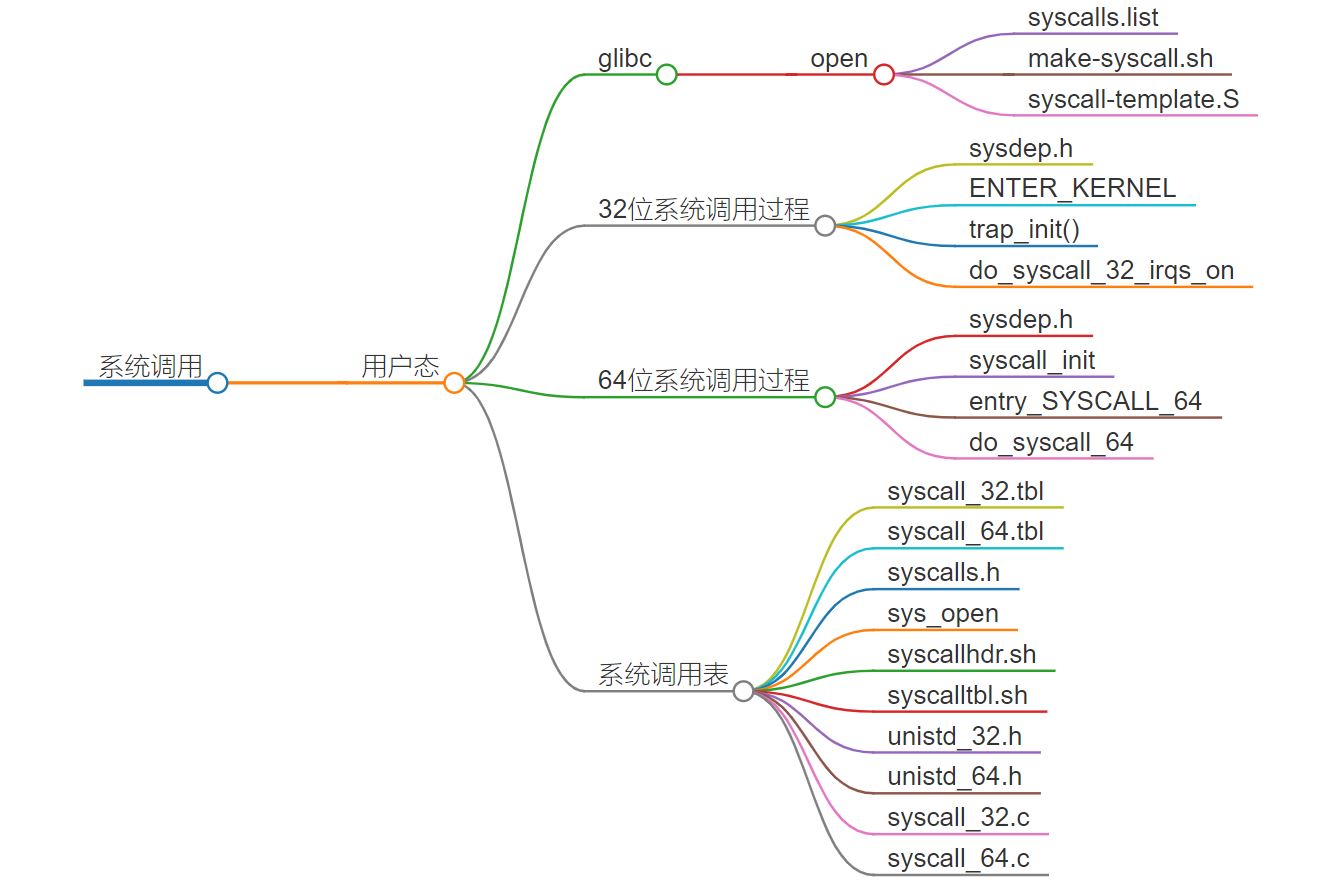 系统调用
用户态
glibc
open
syscalls.list
make-syscall.sh
syscall-template.S
32位系统调用过程
sysdep.h
ENTER_KERNEL
trap_init()
do_syscall_32_irqs_on
64位系统调用过程
sysdep.h
syscall_init
entry_SYSCALL_64
do_syscall_64
系统调用表
syscall_32.tbl
syscall_64.tbl
syscalls.h
sys_open
syscallhdr.sh
syscalltbl.sh
unistd_32.h
unistd_64.h
syscall_32.c
syscall_64.c